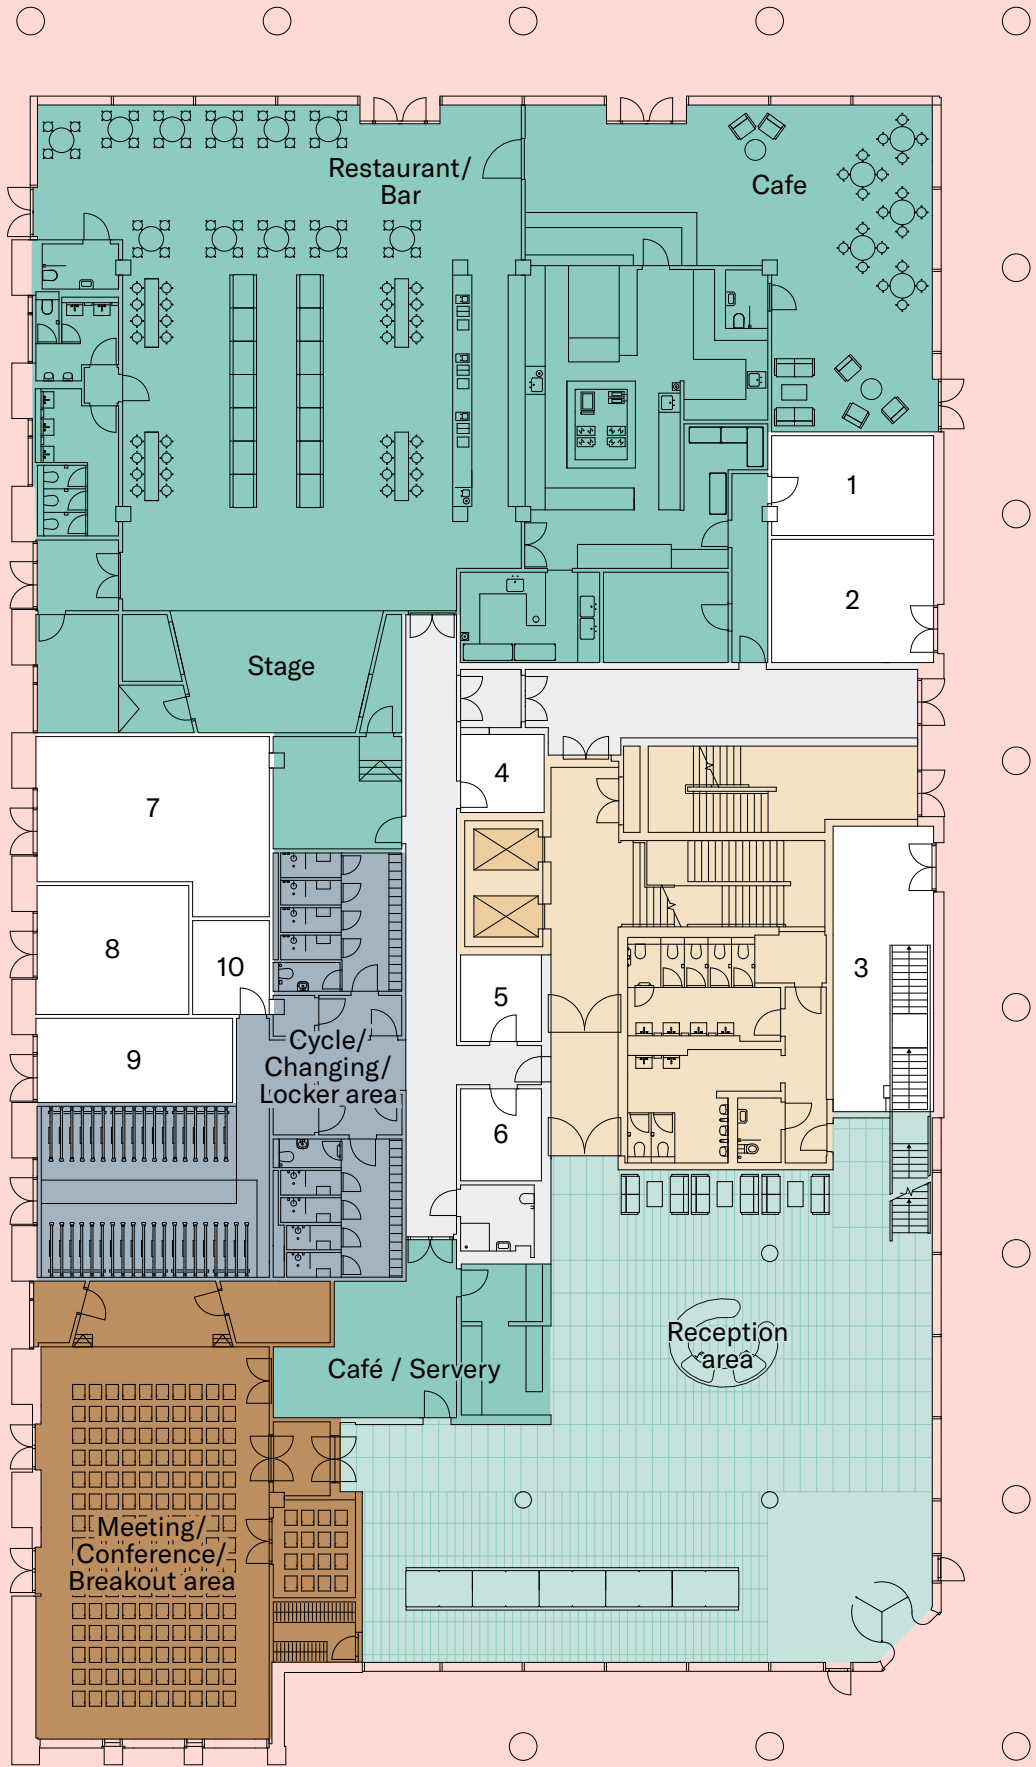 Restaurant/
Bar
Cafe
1
2
Stage
4
7
3
8
10
5
Cycle/
Changing/
Locker area
9
6
Reception
area
Café / Servery
Meeting/
Conference/
Breakout area